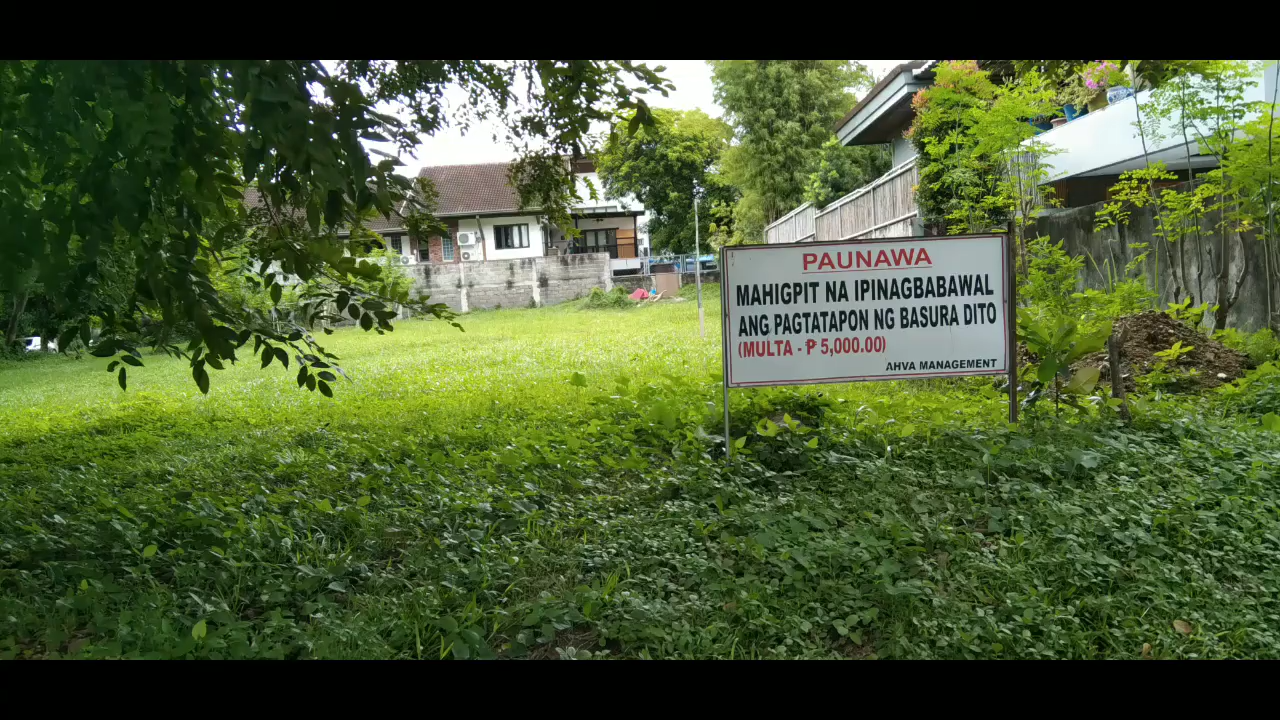 PAUNAWA
MAHIGPIT NA IPINAGBABAWAL
ANG PAGTATAPON NG BASURA DITO
(MULTA - ₱ 5,000.00)
AHVA MANAGEMENT